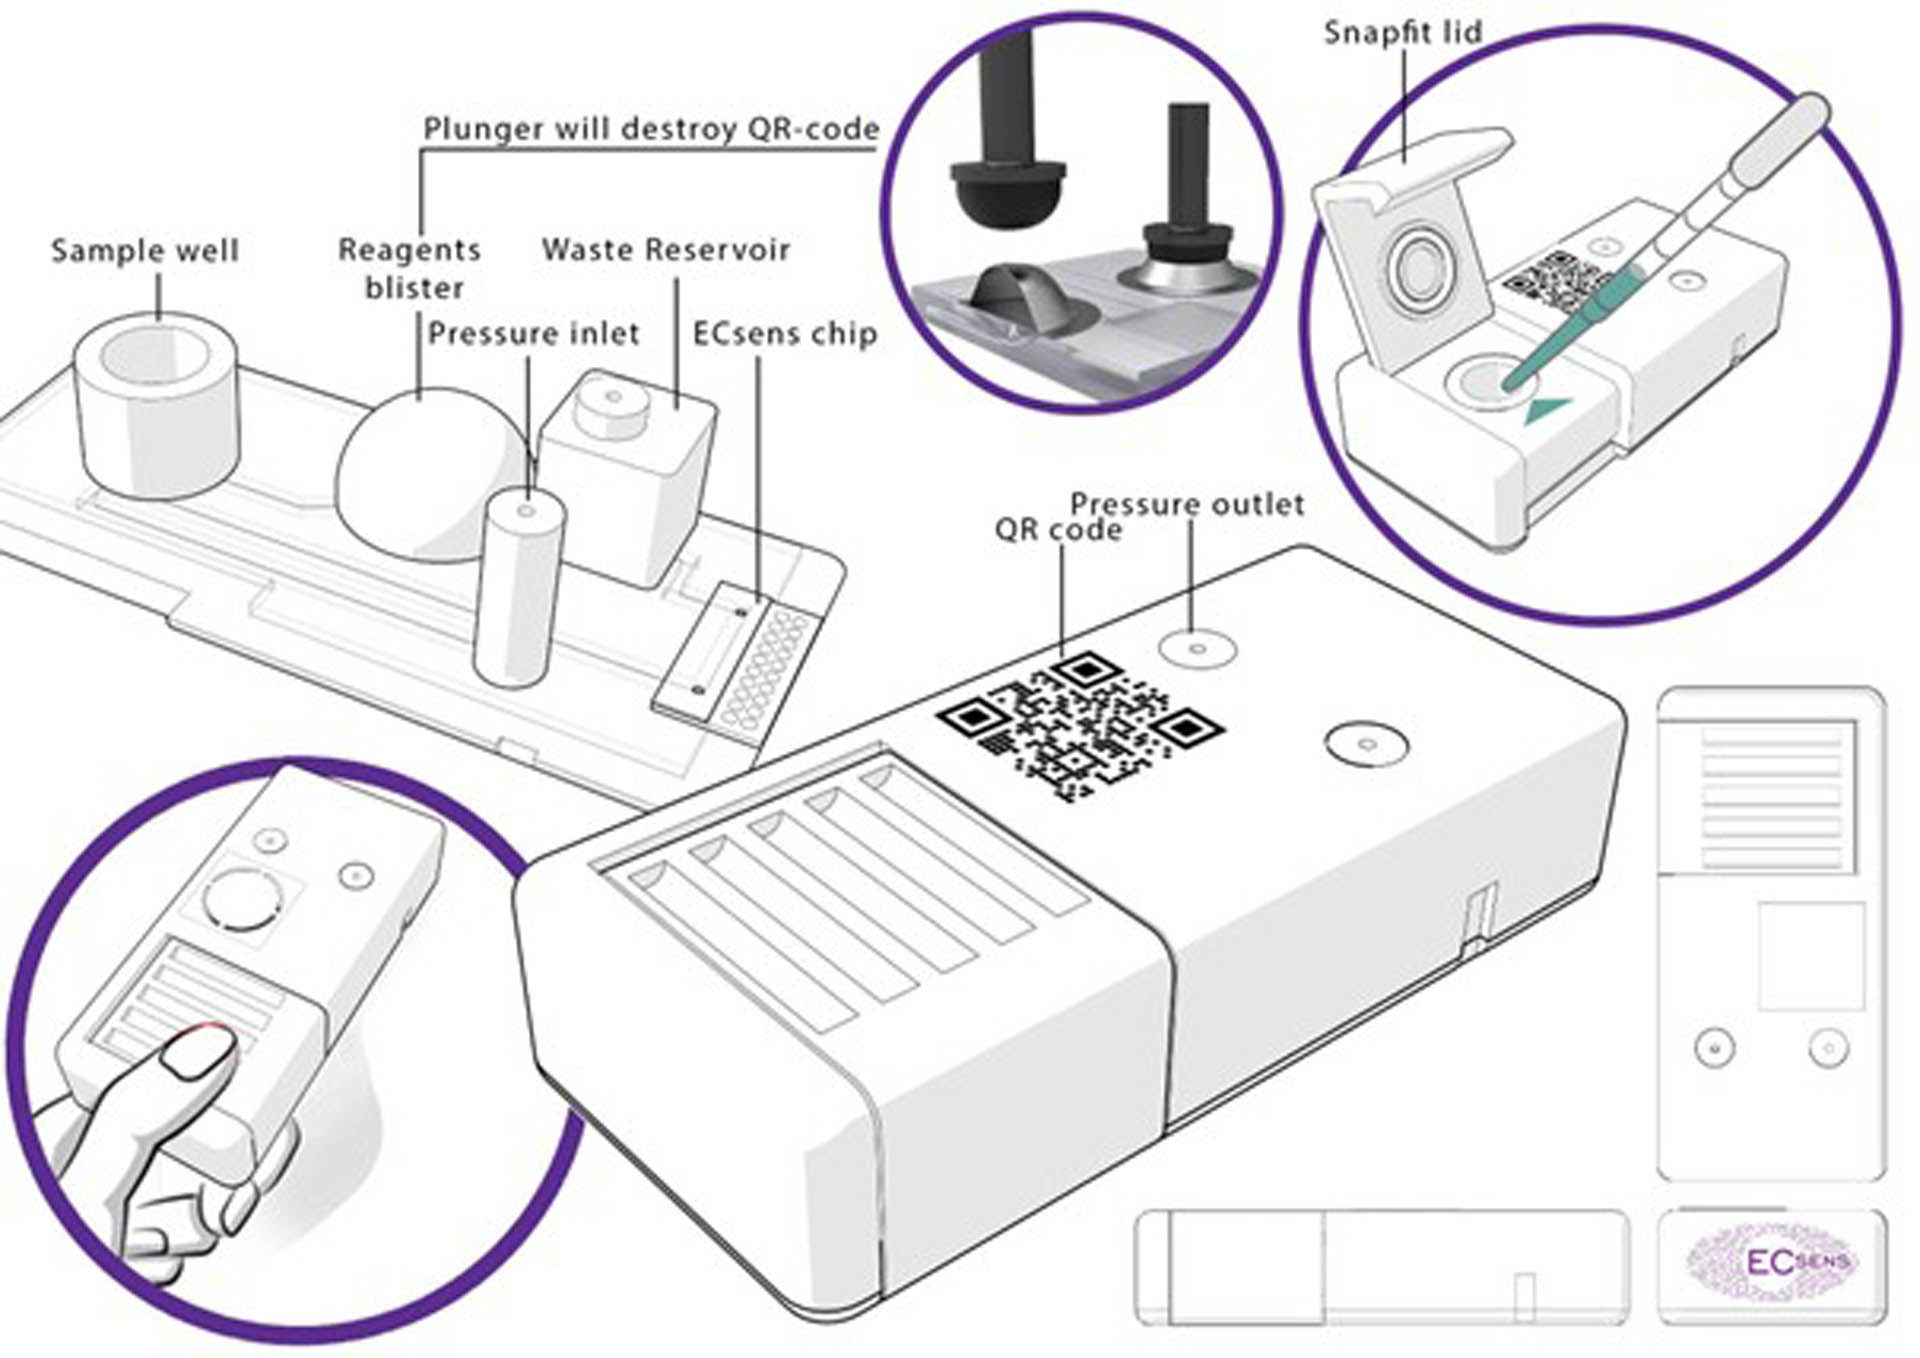 Snapfit lid
Plunger will destroy QR-code
Sample well
Reagents
blister
Waste Reservoir
Pressure inlet
ECsens chip
Pressure outlet
QR code
ECSENS